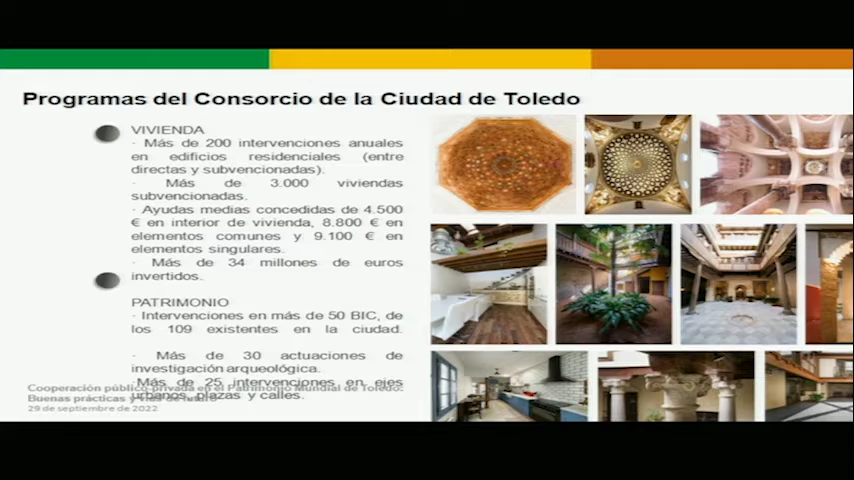 Programas del Consorcio de la Ciudad de Toledo
VIVIENDA
· Más de 200 intervenciones anuales
en edificios residenciales (entre
directas y subvencionadas).
· Más de 3.000 viviendas
subvencionadas.
· Ayudas medias concedidas de 4.500
€ en interior de vivienda, 8.800 € en
elementos comunes y 9.100 € en
elementos singulares.
· Más de 34 millones de euros
invertidos.
PATRIMONIO
· Intervenciones en más de 50 BIC, de
los 109 existentes en la ciudad.
· Más de 30 actuaciones de
investigación arqueológica.
· Más de 25 intervenciones en ejes
urbanos, plazas y calles.
Cooperación público-privada en el Patrimonio Mundial de Toledo.
Buenas prácticas y
29 de septiembre de 2022